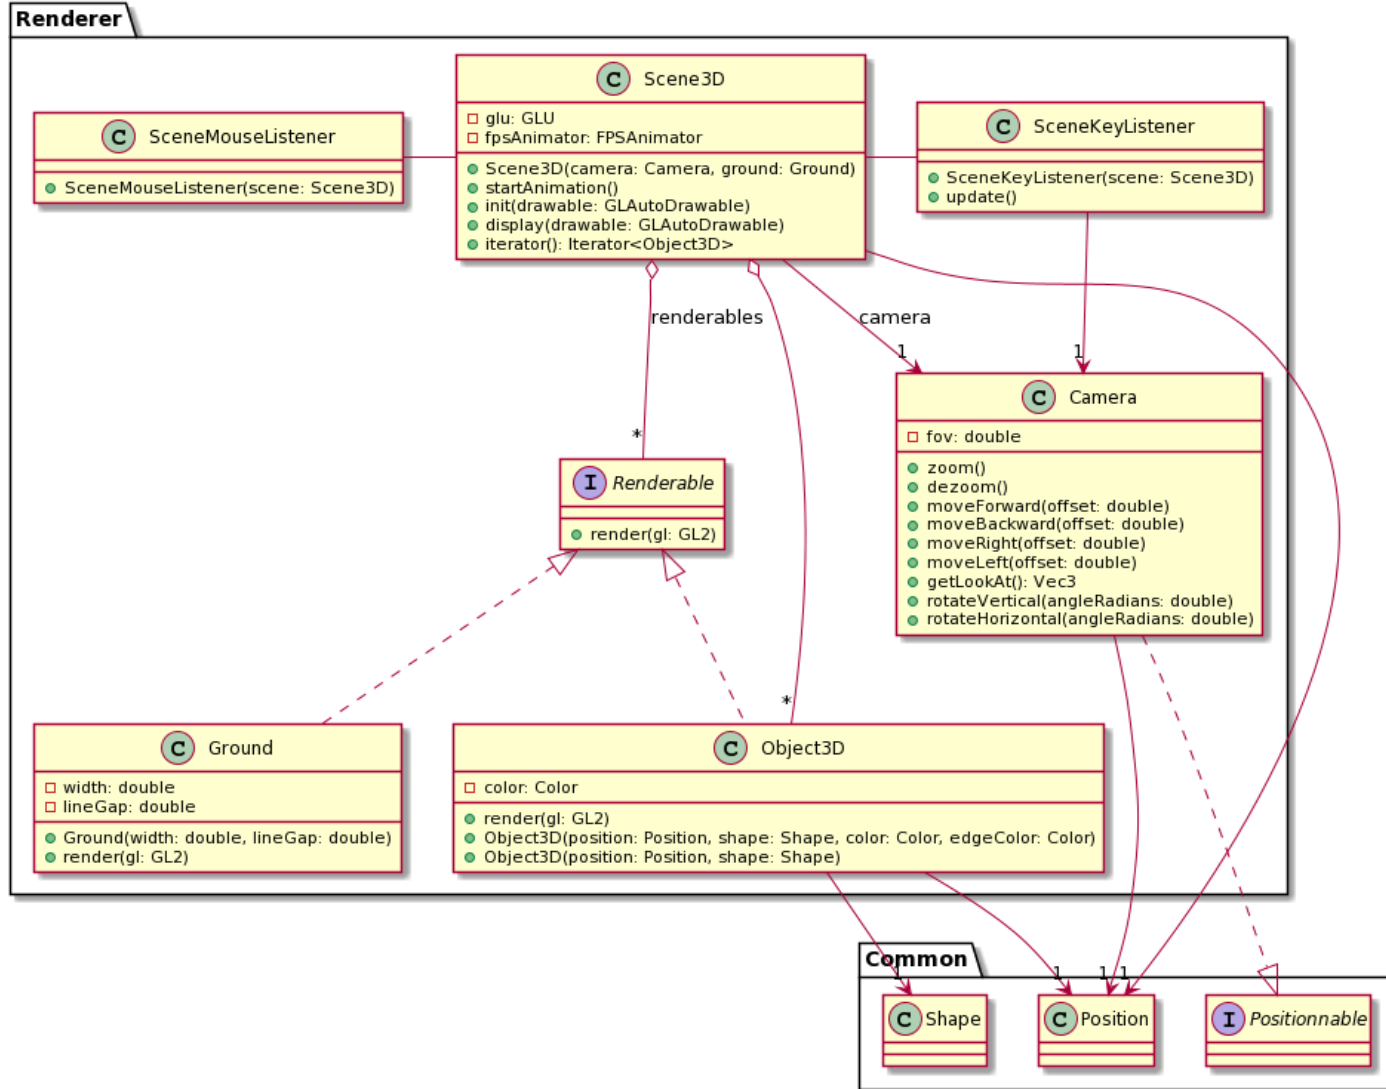 Renderer
C Scene3D
glu: GLU
fpsAnimator: FPSAnimator
Scene3D(camera: Camera, ground: Ground)
startAnimation()
init(drawable: GLAutoDrawable)
display(drawable: GLAutoDrawable)
iterator(): Iterator<Object3D>
C SceneMouseListener
SceneMouseListener(scene: Scene3D)
C SceneKeyListener
SceneKeyListener(scene: Scene3D)
update()
renderables
camera
1
1
*
C Camera
fov: double
zoom()
dezoom()
moveForward(offset: double)
moveBackward(offset: double)
moveRight(offset: double)
moveLeft(offset: double)
getLookAt(): Vec3
rotateVertical(angleRadians: double)
rotateHorizontal(angleRadians: double)
I Renderable
render(gl: GL2)
*
C Ground
width: double
lineGap: double
Ground(width: double, lineGap: double)
render(gl: GL2)
C Object3D
color: Color
render(gl: GL2)
Object3D(position: Position, shape: Shape, color: Color, edgeColor: Color)
Object3D(position: Position, shape: Shape)
Common
1
1
1
1
C Shape
C Position
I Positionnable